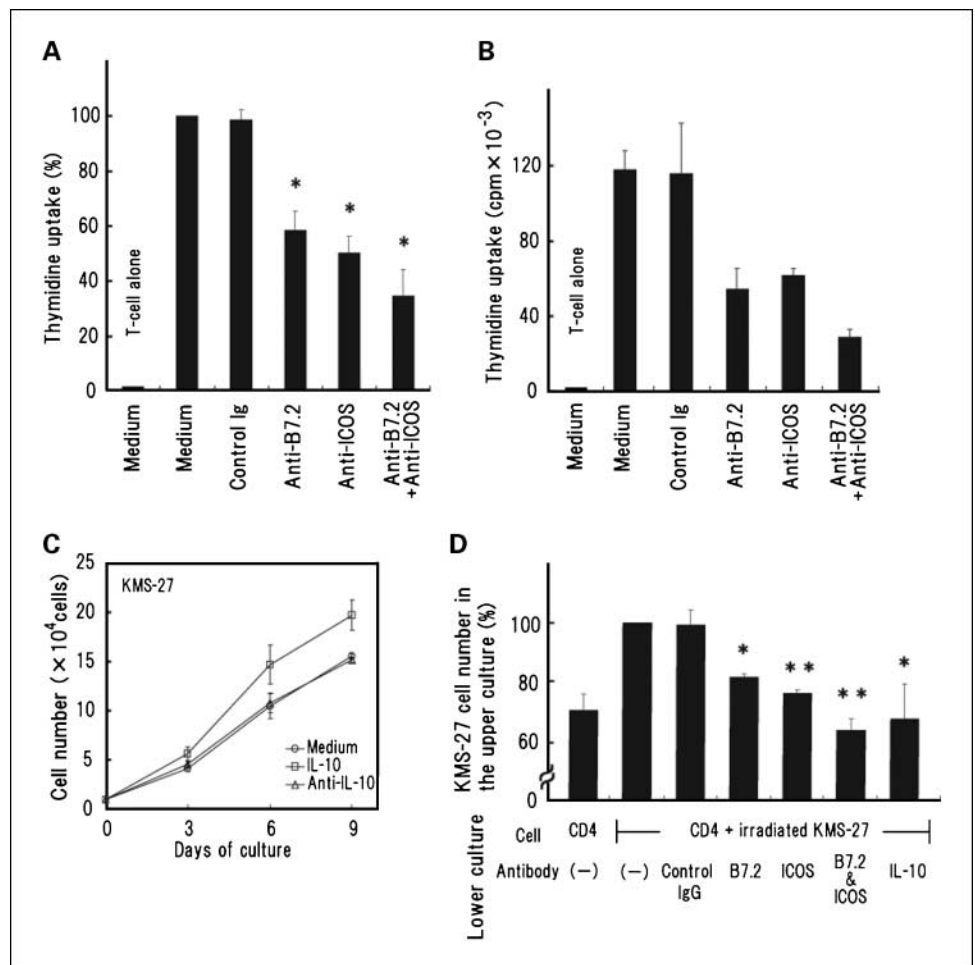 A
Thymidine uptake (%)
100
80
60
40
20
0
T-cell alone
*
*
*
Medium
Medium
Control Ig
Anti-B7.2
Anti-ICOS
Anti-B7.2
+Anti-ICOS
B
Thymidine uptake (cpm × 10⁻³)
120
80
40
0
T-cell alone
Medium
Medium
Control Ig
Anti-B7.2
Anti-ICOS
Anti-B7.2
+Anti-ICOS
C
Cell number (×10⁴cells)
25
20
15
10
5
0
KMS-27
Medium
IL-10
Anti-IL-10
0 3 6 9
Days of culture
D
KMS-27 cell number in
the upper culture (%)
100
80
60
0
*
**
**
*
Lower culture
Cell CD4 CD4 + irradiated KMS-27
Antibody (—) (—) Control IgG B7.2 ICOS B7.2 & ICOS IL-10